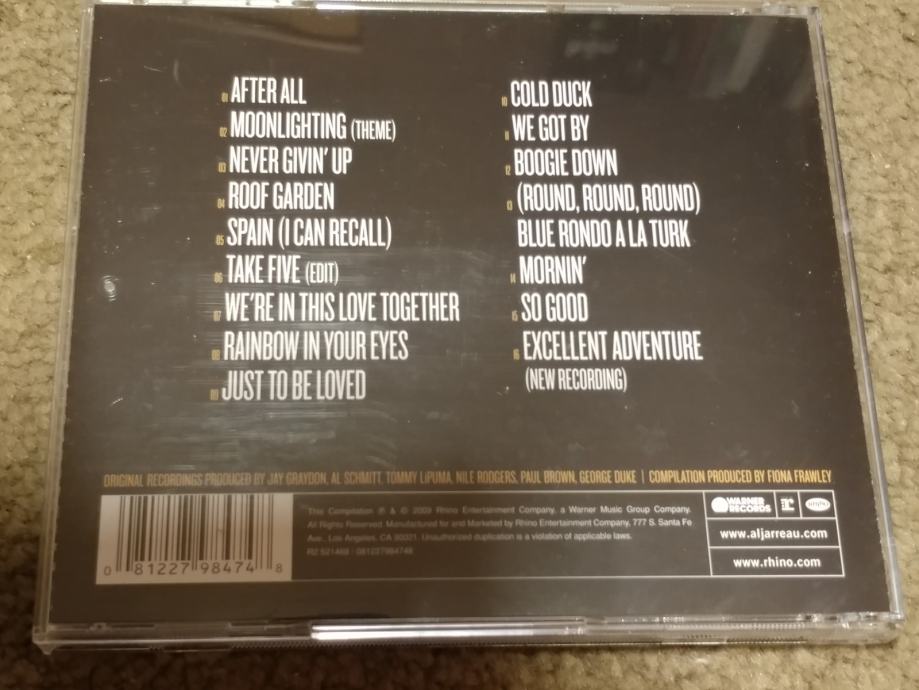 01 AFTER ALL
02 MOONLIGHTING (THEME)
03 NEVER GIVIN' UP
04 ROOF GARDEN
05 SPAIN (I CAN RECALL)
06 TAKE FIVE (EDIT)
07 WE'RE IN THIS LOVE TOGETHER
08 RAINBOW IN YOUR EYES
09 JUST TO BE LOVED
10 COLD DUCK
11 WE GOT BY
12 BOOGIE DOWN
13 (ROUND, ROUND, ROUND)
BLUE RONDO A LA TURK
14 MORNIN'
15 SO GOOD
16 EXCELLENT ADVENTURE
(NEW RECORDING)
ORIGINAL RECORDINGS PRODUCED BY JAY GRAYDON, AL SCHMITT, TOMMY LiPUMA, NILE RODGERS, PAUL BROWN, GEORGE DUKE | COMPILATION PRODUCED BY FIONA FRAWLEY
This Compilation ℗ & © 2009 Rhino Entertainment Company, a Warner Music Group Company.
All Rights Reserved. Manufactured for and Marketed by Rhino Entertainment Company, 777 S. Santa Fe
Ave., Los Angeles, CA 90021. Unauthorized duplication is a violation of applicable laws.
R2 521469 081227984748
0 81227 98474 8
WARNER
RECORDS
RHINO
www.aljarreau.com
www.rhino.com